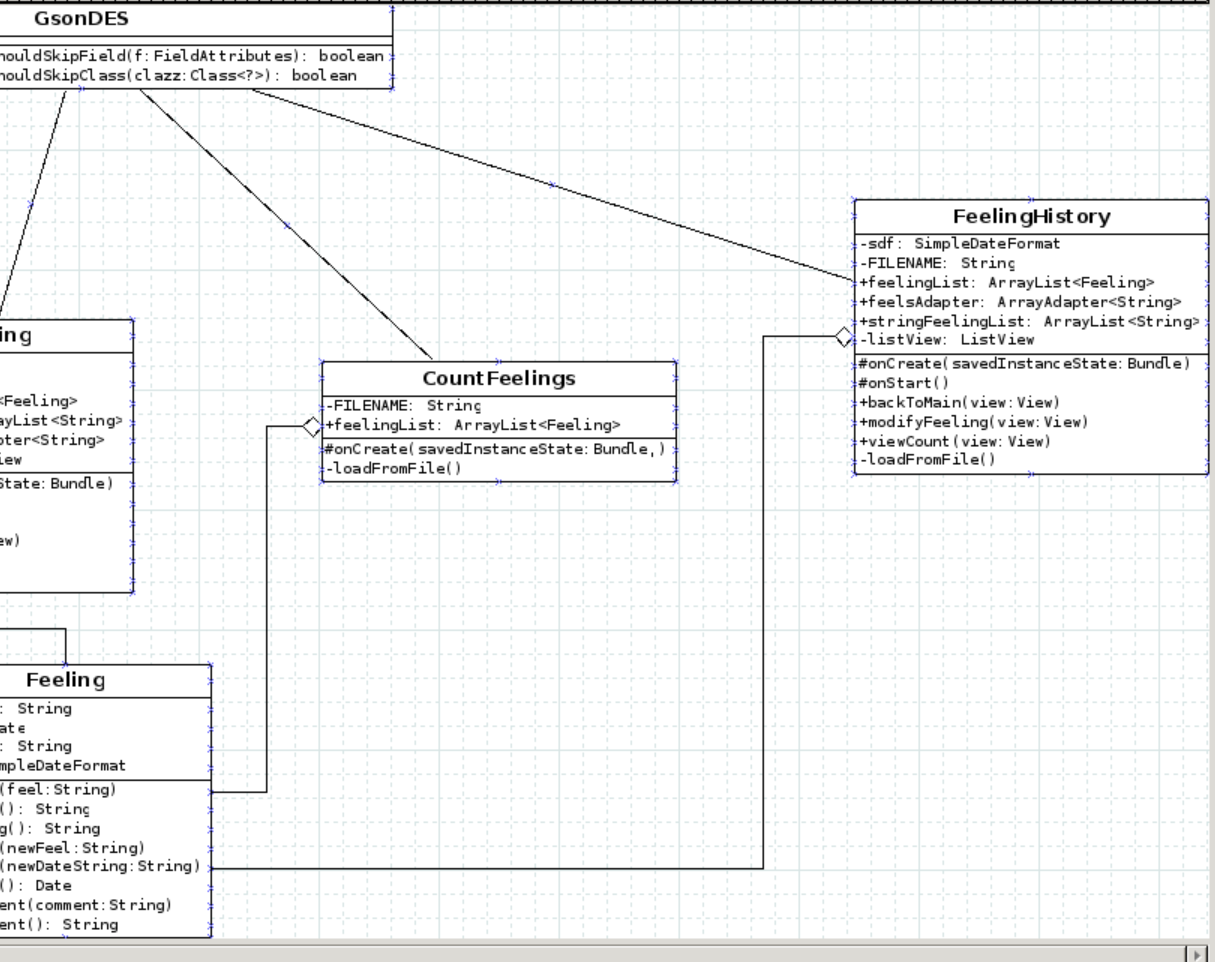 GsonDES
houldSkipField(f:FieldAttributes): boolean
houldSkipClass(clazz:Class<?>): boolean
FeelingHistory
-sdf: SimpleDateFormat
-FILENAME: String
+feelingList: ArrayList<Feeling>
+feelsAdapter: ArrayAdapter<String>
+stringFeelingList: ArrayList<String>
-listView: ListView
#onCreate(savedInstanceState:Bundle)
#onStart()
+backToMain(view:View)
+modifyFeeling(view:View)
+viewCount(view:View)
-loadFromFile()
ing
<Feeling>
ayList<String>
pter<String>
iew
State:Bundle)
ew)
CountFeelings
-FILENAME: String
+feelingList: ArrayList<Feeling>
#onCreate(savedInstanceState:Bundle,)
-loadFromFile()
Feeling
: String
ate
: String
mpleDateFormat
(feel:String)
(): String
g(): String
(newFeel:String)
(newDateString:String)
(): Date
ent(comment:String)
ent(): String